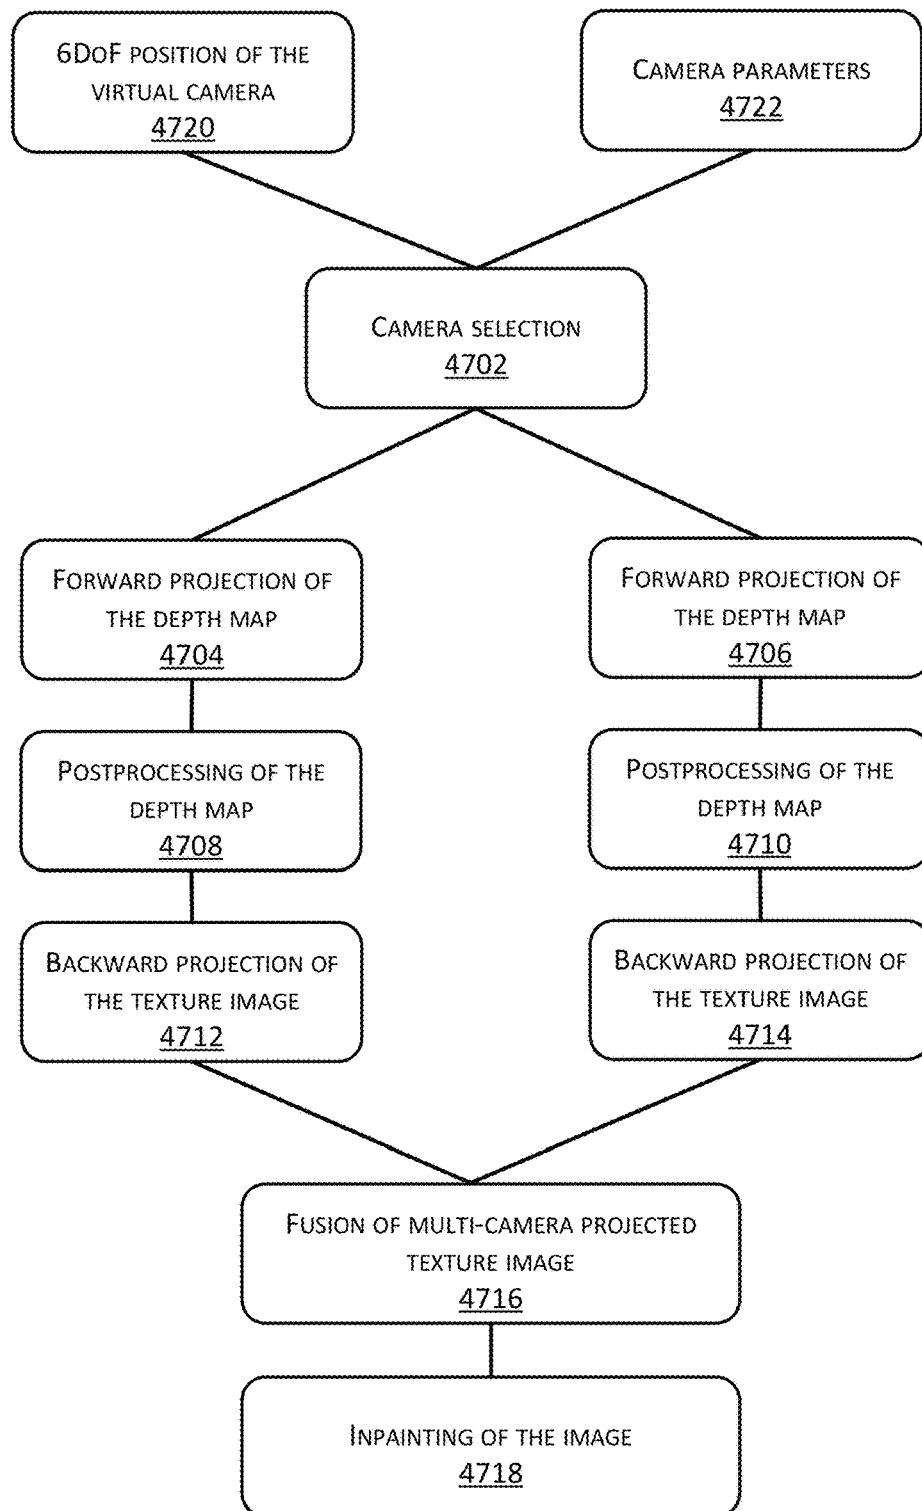 6DoF position of the
virtual camera
4720
Camera parameters
4722
Camera selection
4702
Forward projection of
the depth map
4704
Forward projection of
the depth map
4706
Postprocessing of the
depth map
4708
Postprocessing of the
depth map
4710
Backward projection of
the texture image
4712
Backward projection of
the texture image
4714
Fusion of multi-camera projected
texture image
4716
Inpainting of the image
4718